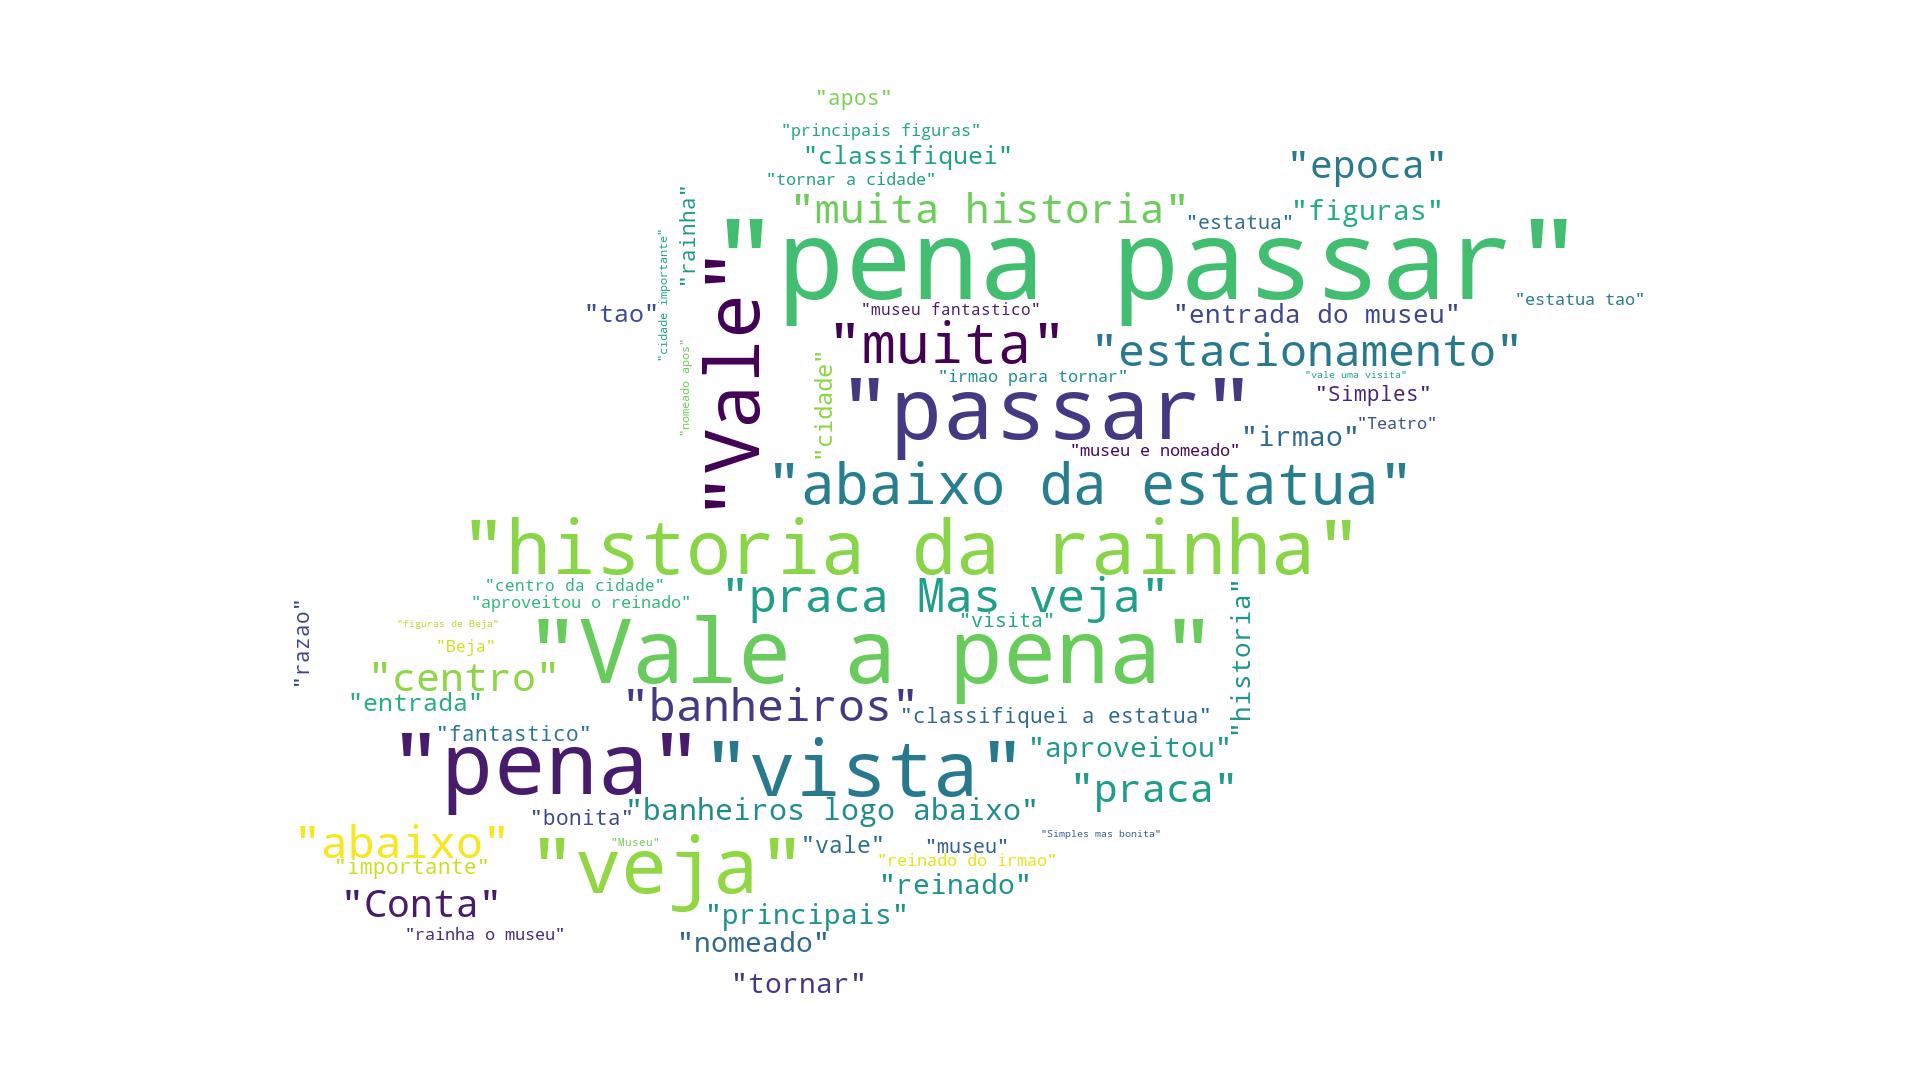 "apos"
"principais figuras"
"classifiquei"
"epoca"
"tornar a cidade"
"muita historia"
"figuras"
"estatua"
"rainha"
"pena passar"
"cidade importante"
"estatua tao"
"tao"
"museu fantastico"
"entrada do museu"
"Vale"
"muita"
"estacionamento"
"nomeado apos"
"irmao para tornar"
"vale uma visita"
"Simples"
"cidade"
"passar"
"Teatro"
"irmao"
"museu e nomeado"
"abaixo da estatua"
"historia da rainha"
"centro da cidade"
"praca Mas veja"
"aproveitou o reinado"
"visita"
"figuras de Beja"
"razao"
"Beja"
"Vale a pena"
"historia"
"centro"
"entrada"
"banheiros"
"classifiquei a estatua"
"fantastico"
"aproveitou"
"pena"
"vista"
"praca"
"banheiros logo abaixo"
"bonita"
"Simples mas bonita"
"abaixo"
"Museu"
"vale"
"museu"
"reinado do irmao"
"importante"
"veja"
"reinado"
"Conta"
"principais"
"rainha o museu"
"nomeado"
"tornar"